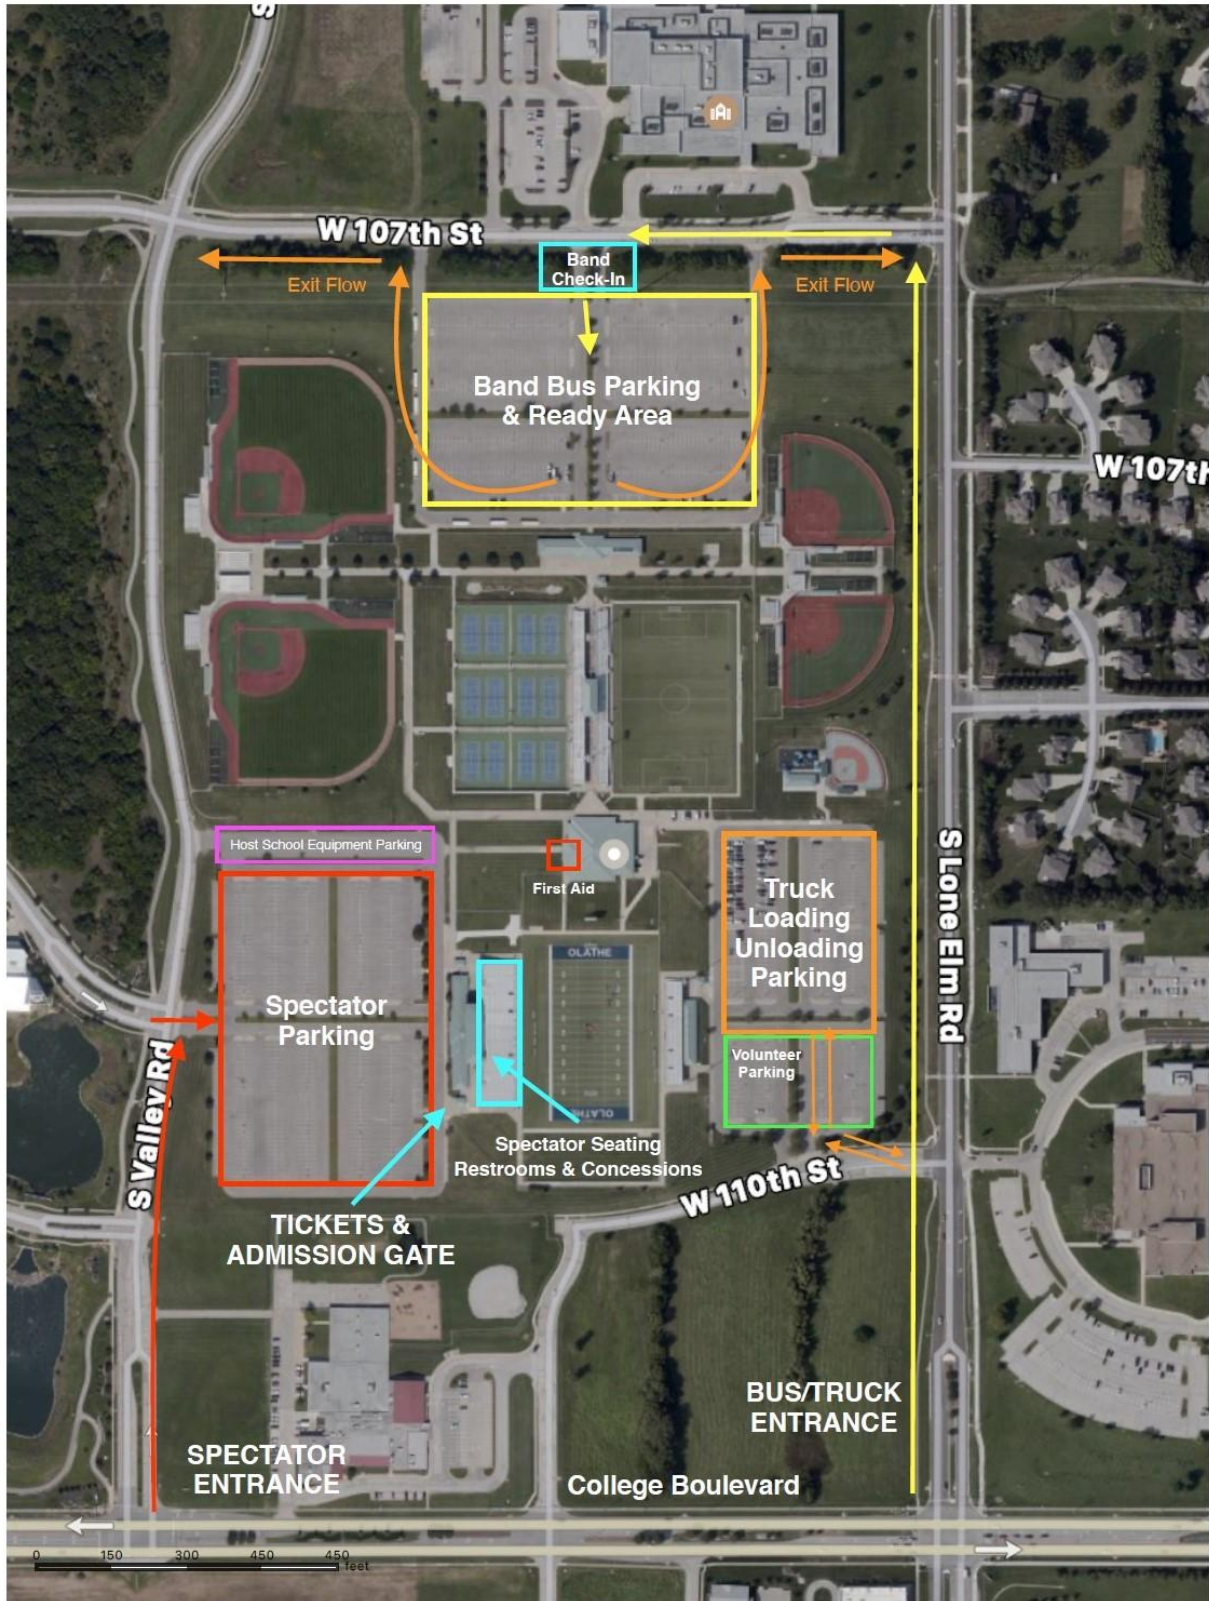 S
W 107th St
Band
Check-In
Exit Flow
Exit Flow
Band Bus Parking
& Ready Area
W 107th
Host School Equipment Parking
First Aid
Truck
Loading
Unloading
Parking
S Lone Elm Rd
OLATHE
Spectator
Parking
Volunteer
Parking
S Valley Rd
OLATHE
Spectator Seating
Restrooms & Concessions
W 110th St
TICKETS &
ADMISSION GATE
BUS/TRUCK
ENTRANCE
SPECTATOR
ENTRANCE
College Boulevard
0 150 300 450 450
feet